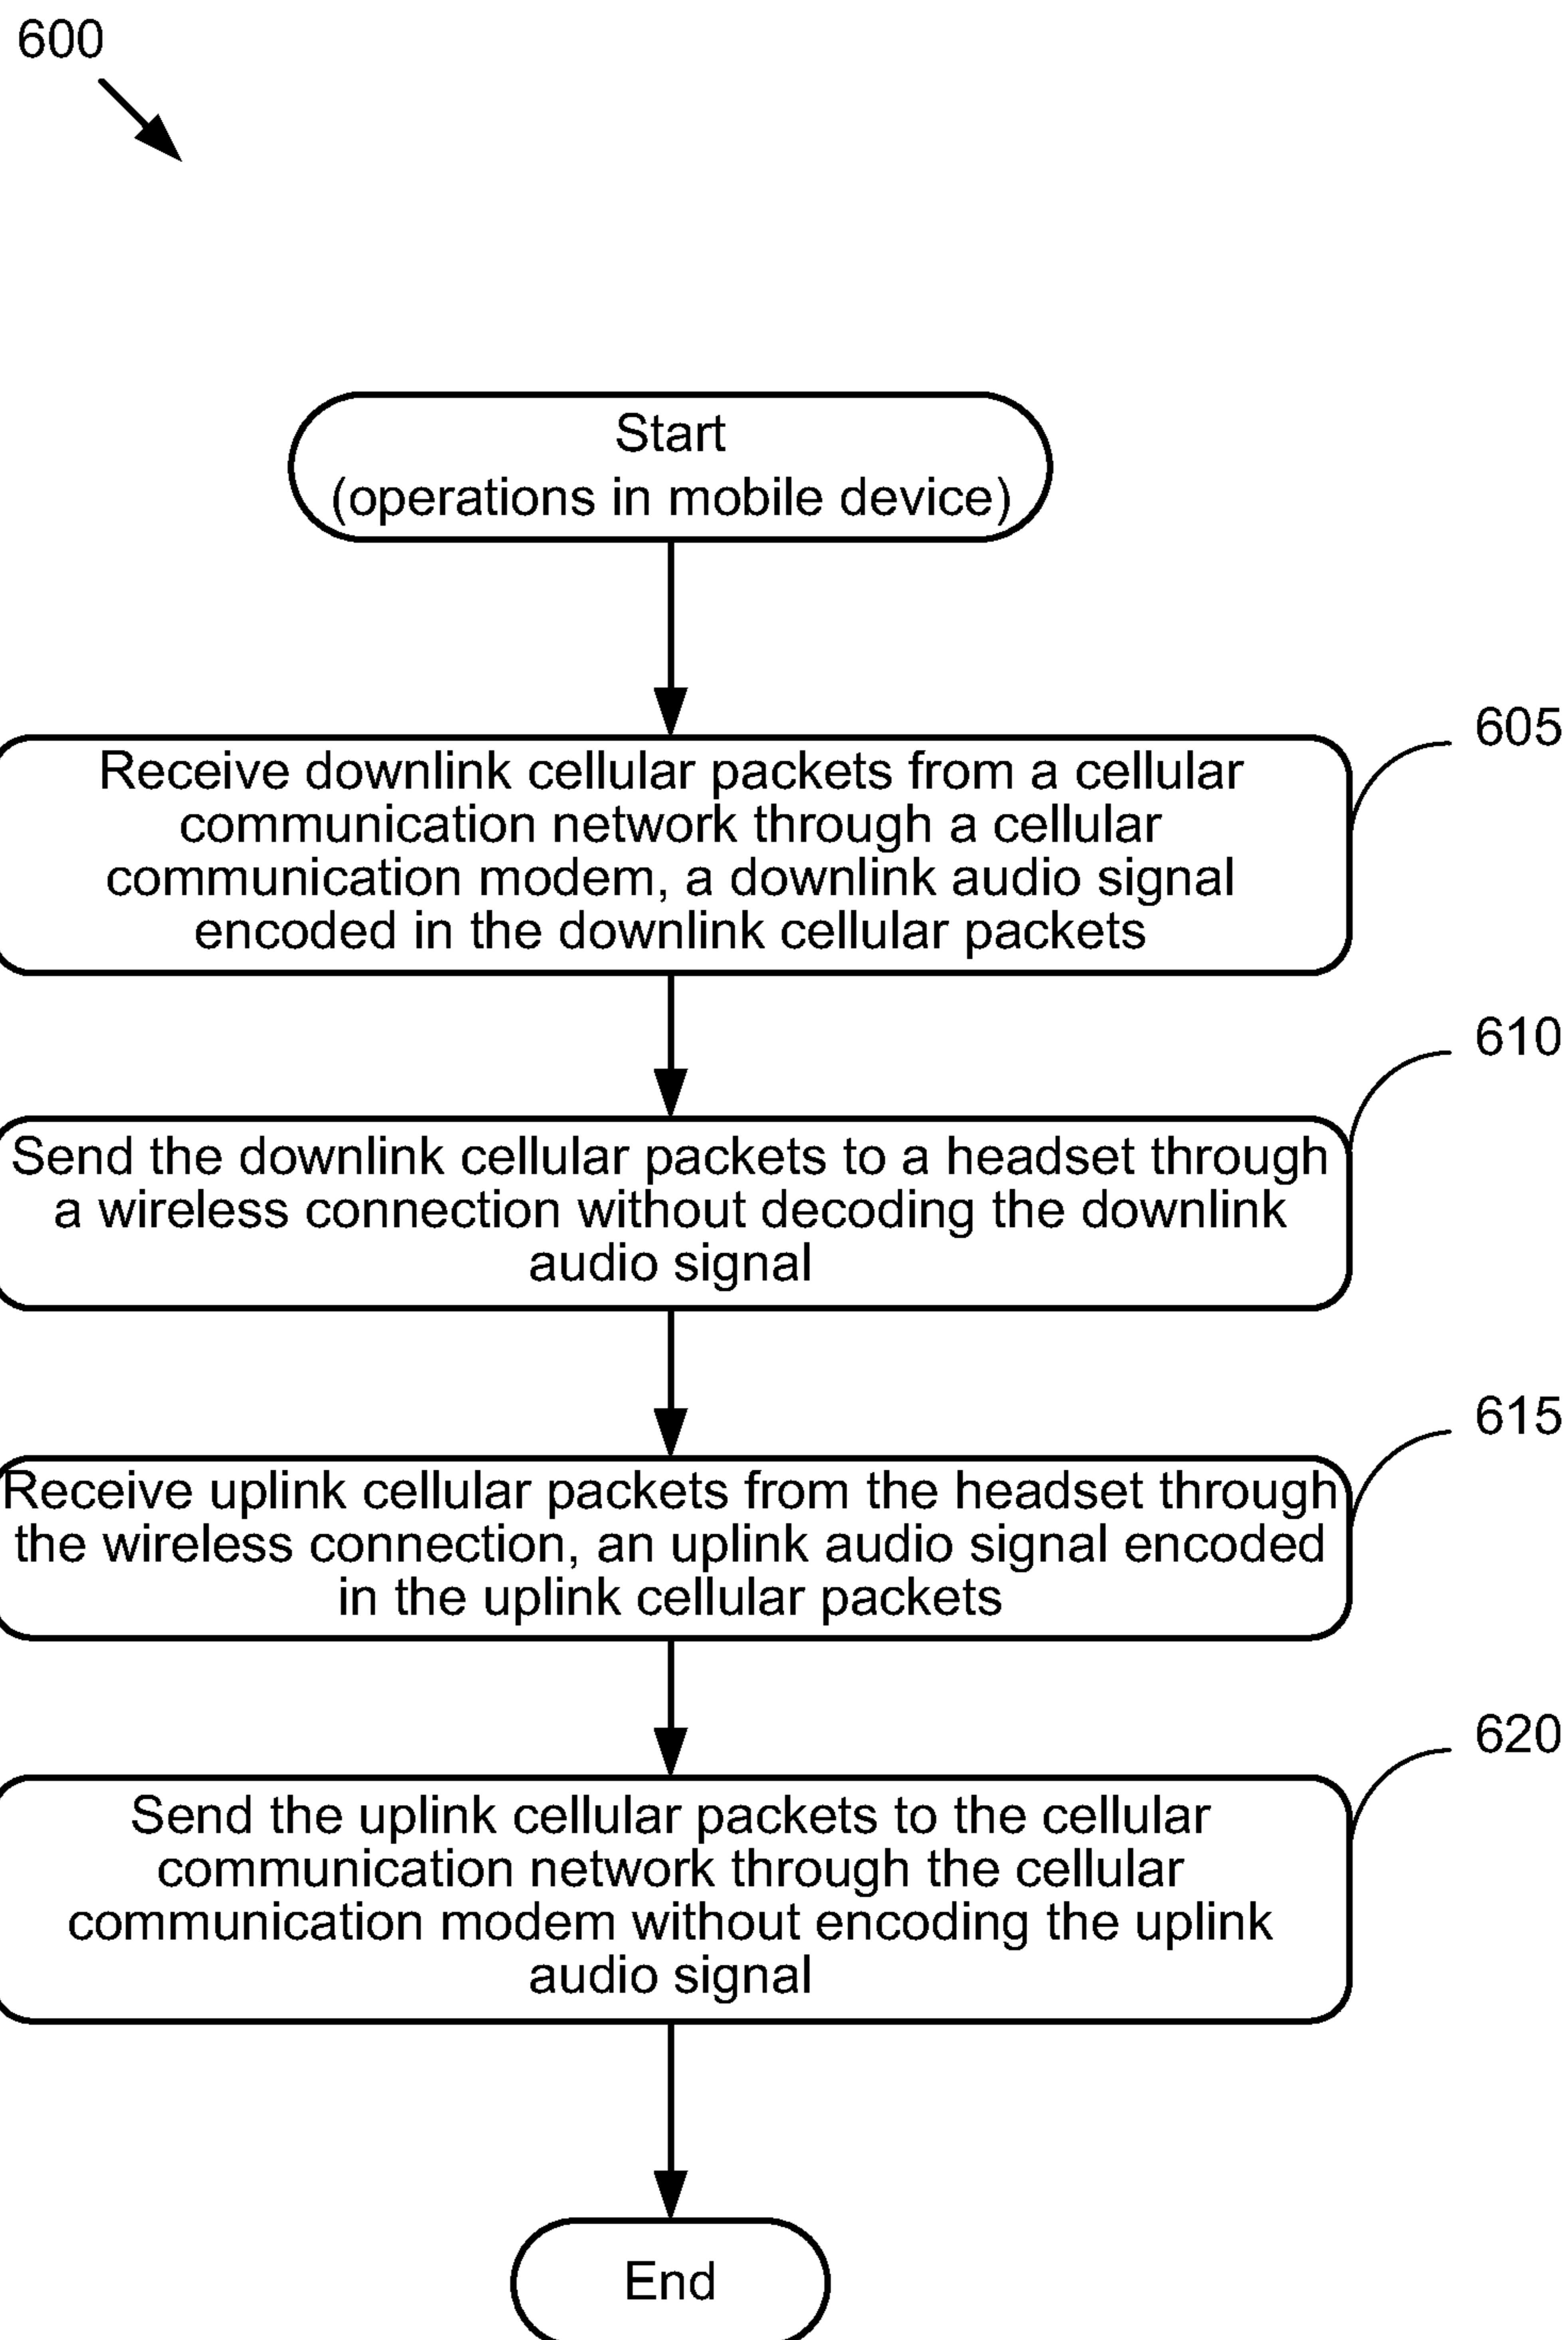 600
Start
(operations in mobile device)
605
Receive downlink cellular packets from a cellular
communication network through a cellular
communication modem, a downlink audio signal
encoded in the downlink cellular packets
610
Send the downlink cellular packets to a headset through
a wireless connection without decoding the downlink
audio signal
615
Receive uplink cellular packets from the headset through
the wireless connection, an uplink audio signal encoded
in the uplink cellular packets
620
Send the uplink cellular packets to the cellular
communication network through the cellular
communication modem without encoding the uplink
audio signal
End